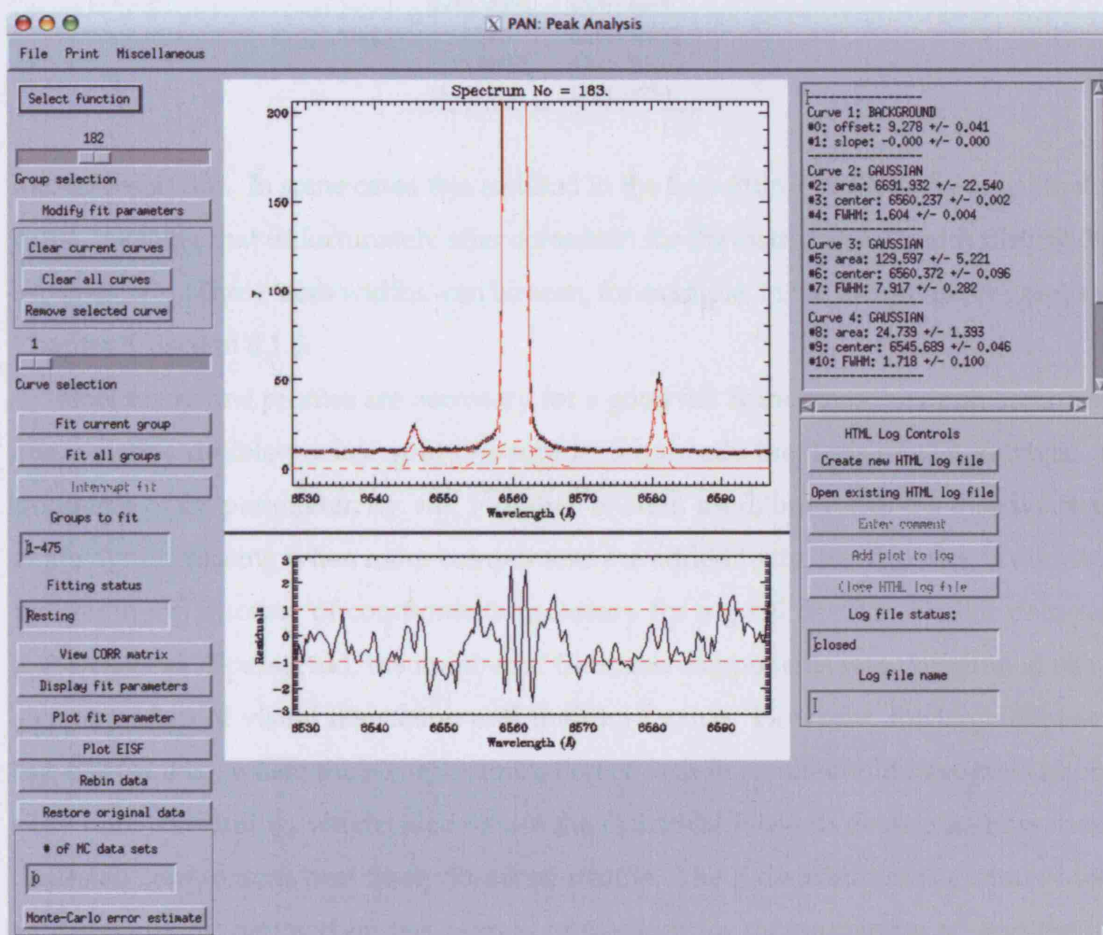 PAN: Peak Analysis
File Print Miscellaneous
Select function
182
Group selection
Modify fit parameters
Clear current curves
Clear all curves
Remove selected curve
1
Curve selection
Fit current group
Fit all groups
Interrupt fit
Groups to fit
1-475
Fitting status
Resting
View CORR matrix
Display fit parameters
Plot fit parameter
Plot EISF
Rebin data
Restore original data
# of MC data sets
0
Monte-Carlo error estimate
Spectrum No = 183.
200
150
100
50
0
6530 6540 6550 6560 6570 6580 6590
Wavelength (Å)
Residual
3
2
1
0
-1
-2
-3
6530 6540 6550 6560 6570 6580 6590
Wavelength (Å)
Curve 1: BACKGROUND
#0: offset: 9.278 +/- 0.041
#1: slope: -0.000 +/- 0.000
Curve 2: GAUSSIAN
#2: area: 6691.932 +/- 22.540
#3: center: 6560.237 +/- 0.002
#4: FWHM: 1.604 +/- 0.004
Curve 3: GAUSSIAN
#5: area: 129.597 +/- 5.221
#6: center: 6560.372 +/- 0.096
#7: FWHM: 7.917 +/- 0.282
Curve 4: GAUSSIAN
#8: area: 24.739 +/- 1.393
#9: center: 6545.689 +/- 0.046
#10: FWHM: 1.718 +/- 0.100
HTML Log Controls
Create new HTML log file
Open existing HTML log file
Enter comment
Add plot to log
Close HTML log file
Log file status:
closed
Log file name